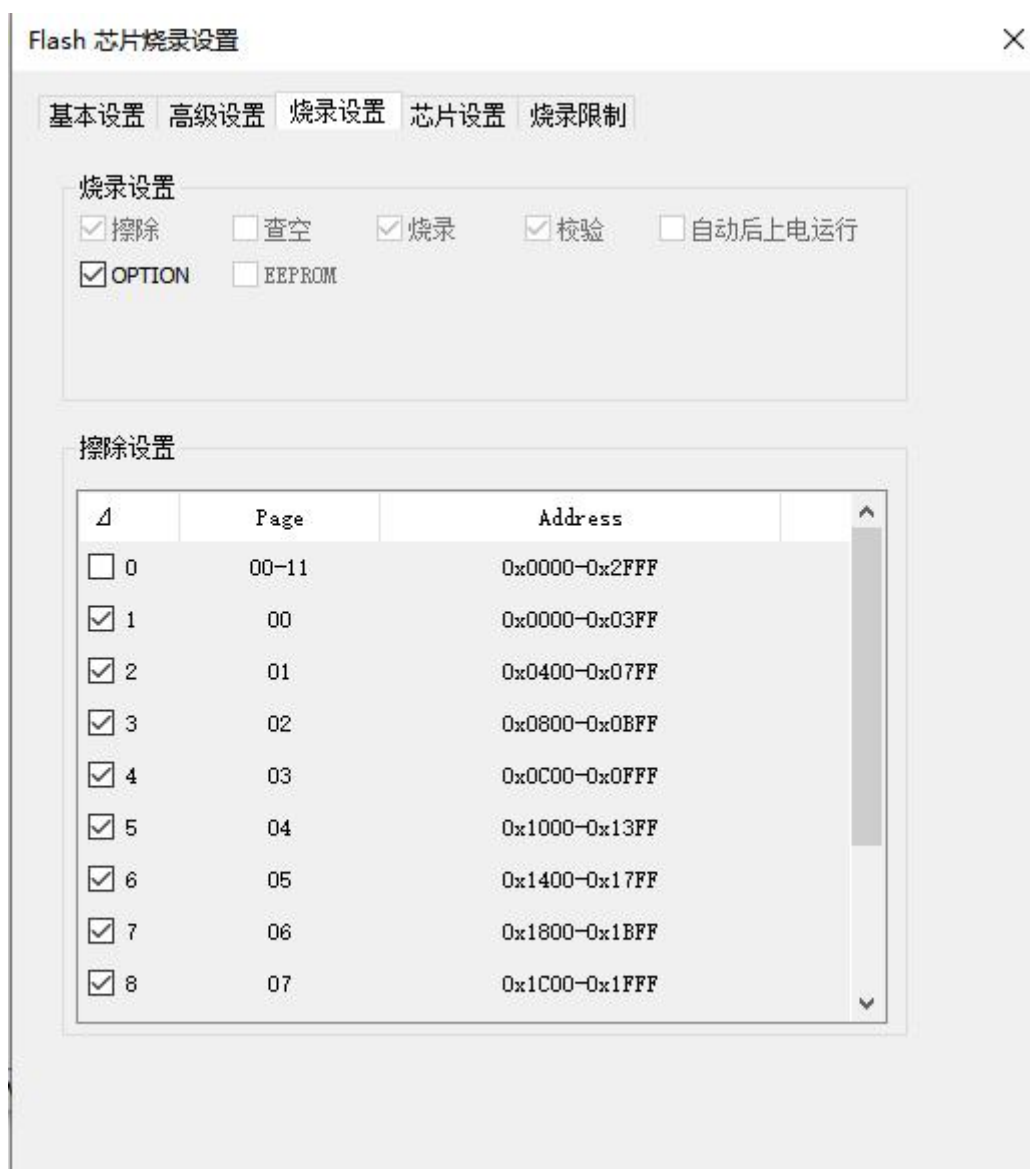 Flash 芯片烧录设置
基本设置 高级设置 烧录设置 芯片设置 烧录限制
烧录设置
擦除 查空 烧录 校验 自动后上电运行
OPTION EEPROM
擦除设置
Page Address
0 00-11 0x0000-0x2FFF
1 00 0x0000-0x03FF
2 01 0x0400-0x07FF
3 02 0x0800-0x0BFF
4 03 0x0C00-0x0FFF
5 04 0x1000-0x13FF
6 05 0x1400-0x17FF
7 06 0x1800-0x1BFF
8 07 0x1C00-0x1FFF